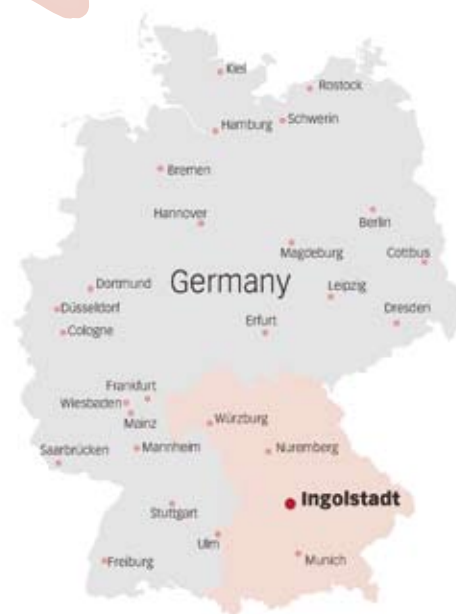 Kiel
Rostock
Schwerin
Hamburg
Bremen
Berlin
Hannover
Magdeburg
Cottbus
Germany
Dortmund
Leipzig
Düsseldorf
Dresden
Cologne
Erfurt
Frankfurt
Wiesbaden
Mainz
Würzburg
Saarbrücken
Mannheim
Nuremberg
Ingolstadt
Stuttgart
Ulm
Munich
Freiburg